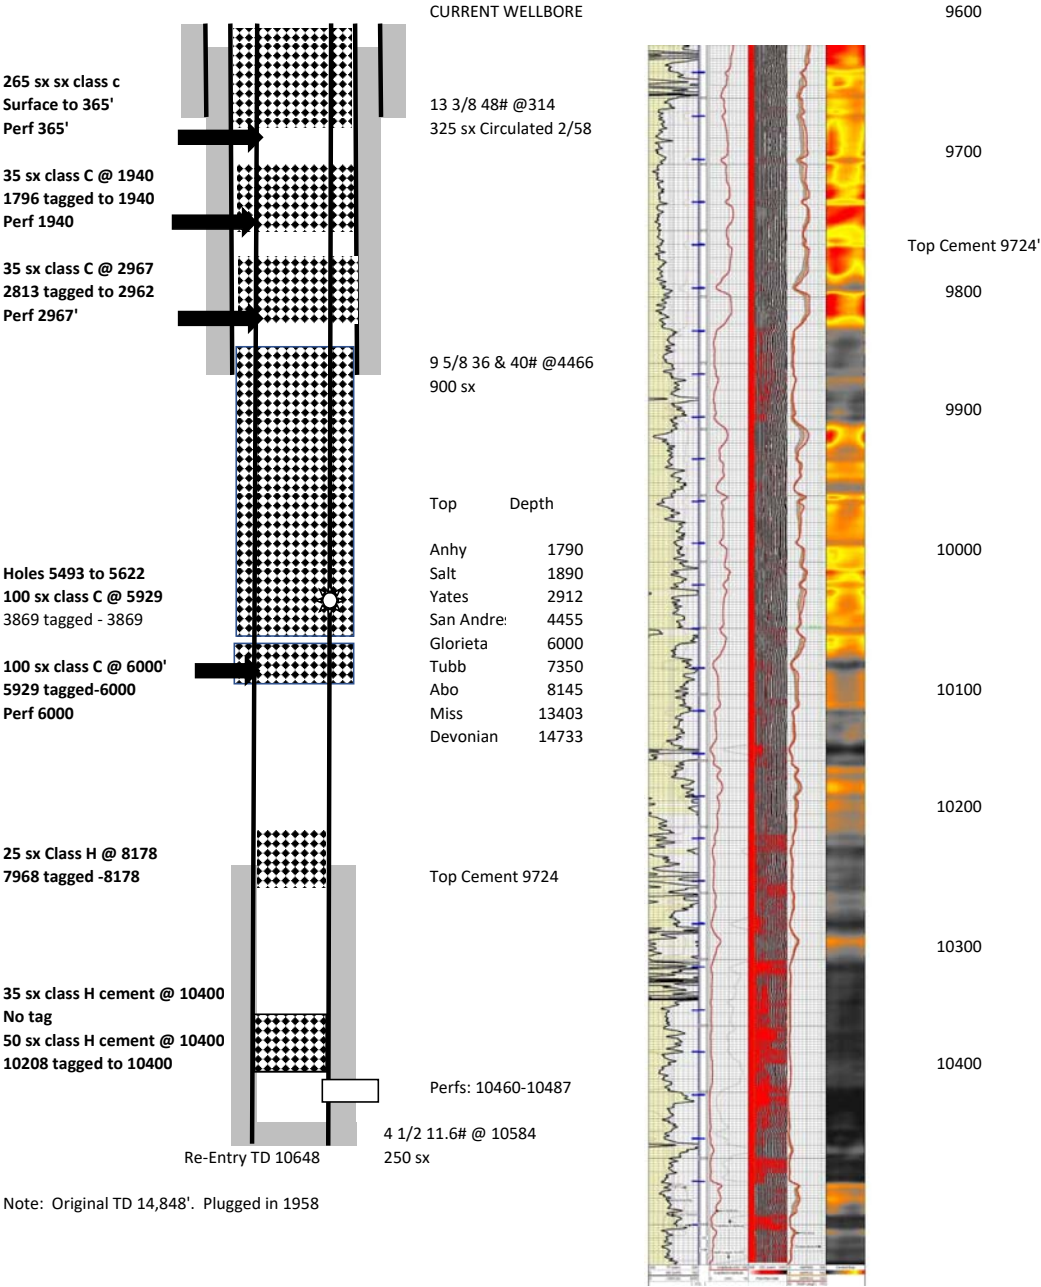 CURRENT WELLBORE
265 sx sx class c
Surface to 365'
Perf 365'
35 sx class C @ 1940
1796 tagged to 1940
Perf 1940
35 sx class C @ 2967
2813 tagged to 2962
Perf 2967'
Holes 5493 to 5622
100 sx class C @ 5929
3869 tagged - 3869
100 sx class C @ 6000'
5929 tagged-6000
Perf 6000
25 sx Class H @ 8178
7968 tagged -8178
35 sx class H cement @ 10400
No tag
50 sx class H cement @ 10400
10208 tagged to 10400
Re-Entry TD 10648
Note:  Original TD 14,848'.  Plugged in 1958
13 3/8 48# @314
325 sx Circulated 2/58
9 5/8 36 & 40# @4466
900 sx
Top Depth
Anhy 1790
Salt 1890
Yates 2912
San Andre: 4455
Glorieta 6000
Tubb 7350
Abo 8145
Miss 13403
Devonian 14733
Top Cement 9724
Perfs: 10460-10487
4 1/2 11.6# @ 10584
250 sx
9600
9700
Top Cement 9724'
9800
9900
10000
10100
10200
10300
10400